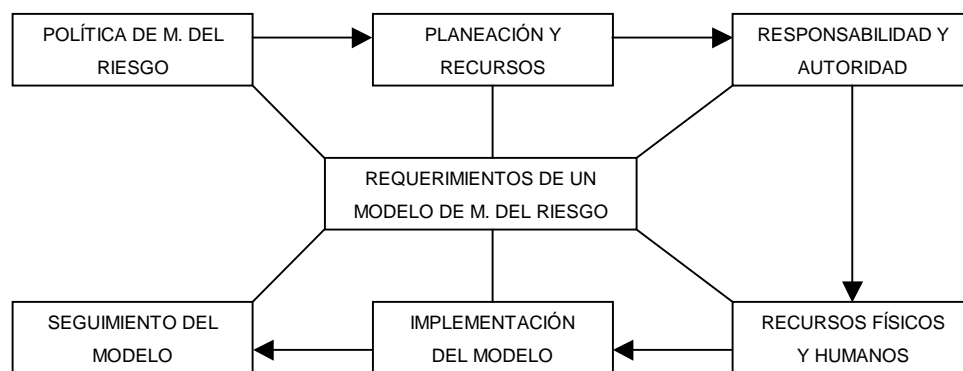 POLÍTICA DE M. DEL
RIESGO
PLANEACIÓN Y
RECURSOS
RESPONSABILIDAD Y
AUTORIDAD
REQUERIMIENTOS DE UN
MODELO DE M. DEL RIESGO
SEGUIMIENTO DEL
MODELO
IMPLEMENTACIÓN
DEL MODELO
RECURSOS FÍSICOS
Y HUMANOS